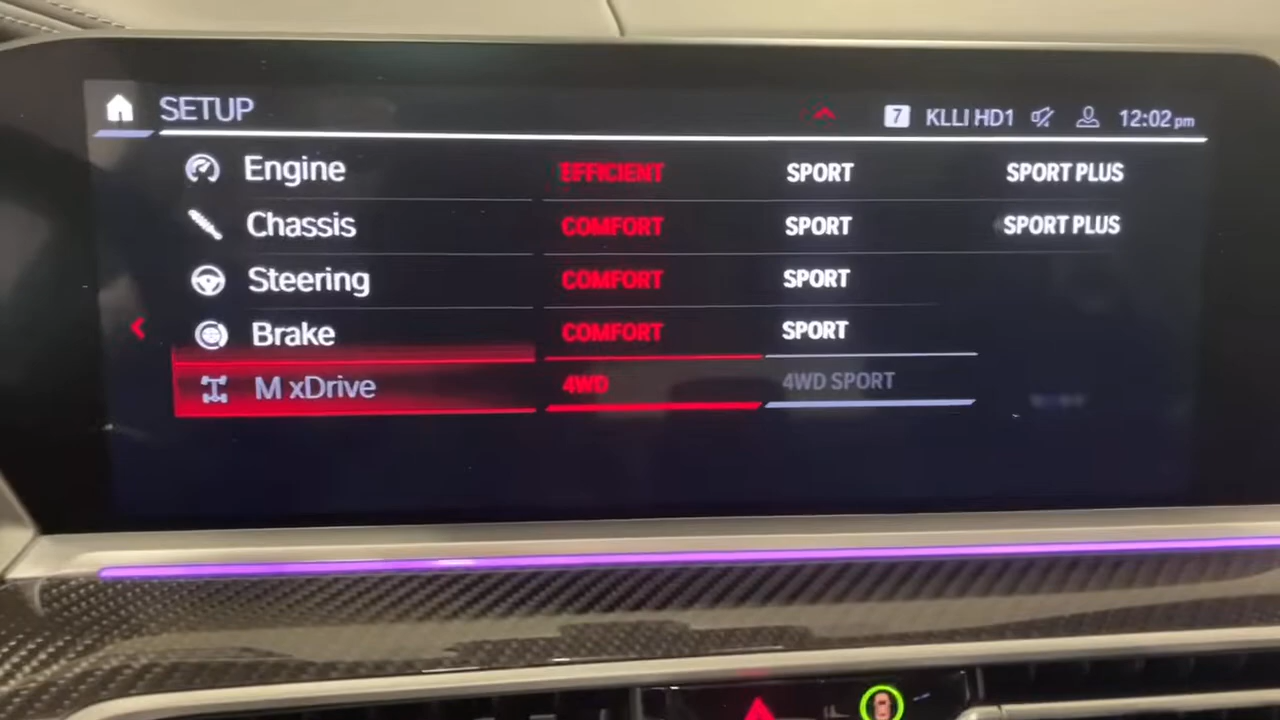 SETUP 7 KLLI HD1 12:02 pm
Engine EFFICIENT SPORT SPORT PLUS
Chassis COMFORT SPORT SPORT PLUS
Steering COMFORT SPORT
Brake COMFORT SPORT
M xDrive 4WD 4WD SPORT